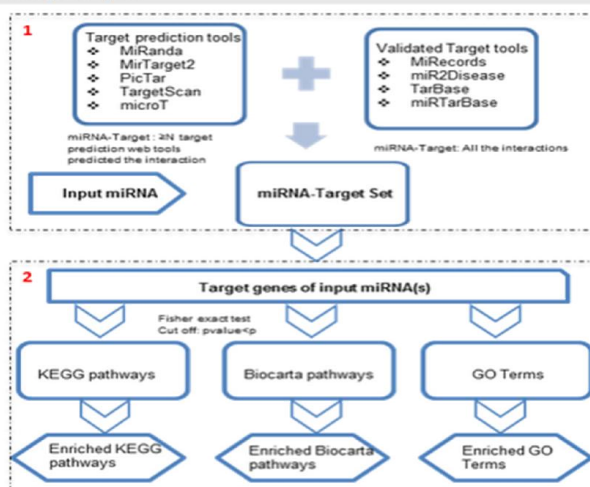 1
Target prediction tools
MiRanda
MirTarget2
PicTar
TargetScan
microT
Validated Target tools
MiRecords
miR2Disease
TarBase
miRTarBase
miRNA-Target : ≥N target
prediction web tools
predicted the interaction
miRNA-Target: All the interactions
Input miRNA
miRNA-Target Set
2
Target genes of input miRNA(s)
Fisher exact test
Cut off: pvalue<p
KEGG pathways
Biocarta pathways
GO Terms
Enriched KEGG
pathways
Enriched Biocarta
pathways
Enriched GO
Terms